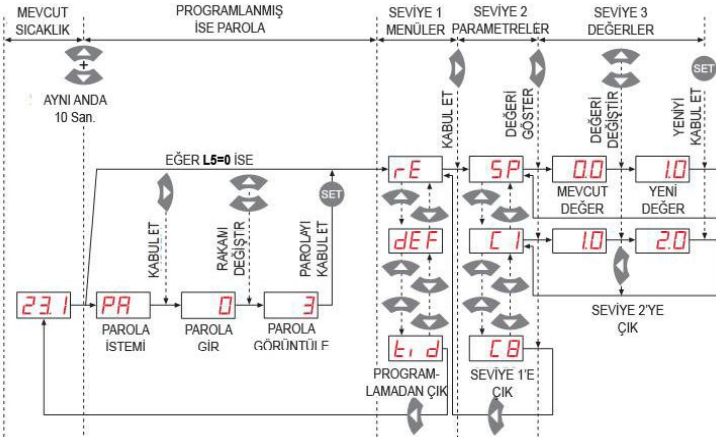 MEVCUT
SICAKLIK
PROGRAMLANMIŞ
İSE PAROLA
SEVİYE 1
MENÜLER
SEVİYE 2
PARAMETRELER
SEVİYE 3
DEĞERLER
+
AYNI ANDA
10 San.
KABUL ET
DEĞERİ
GÖSTER
DEĞERİ
DEĞİŞTİR
SET
YENİYİ
KABUL ET
EĞER L5=0 İSE
KABUL ET
RAKAMI
DEĞİŞTR
SET
PAROLAYI
KABUL ET
rE
SP
0.0
1.0
MEVCUT
DEĞER
YENİ
DEĞER
dEF
C1
1.0
2.0
SEVİYE 2'YE
ÇIK
23.1
PA
0
3
PAROLA
İSTEMİ
PAROLA
GİR
PAROLA
GÖRÜNTÜLE
tid
C8
PROGRAM-
LAMADAN ÇIK
SEVİYE 1'E
ÇIK